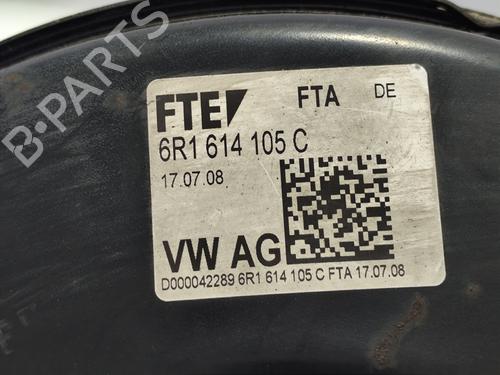 B-PARTS
FTE FTA DE
6R1 614 105 C
17.07.08
VW AG
D000042289 6R1 614 105 C FTA 17.07.08